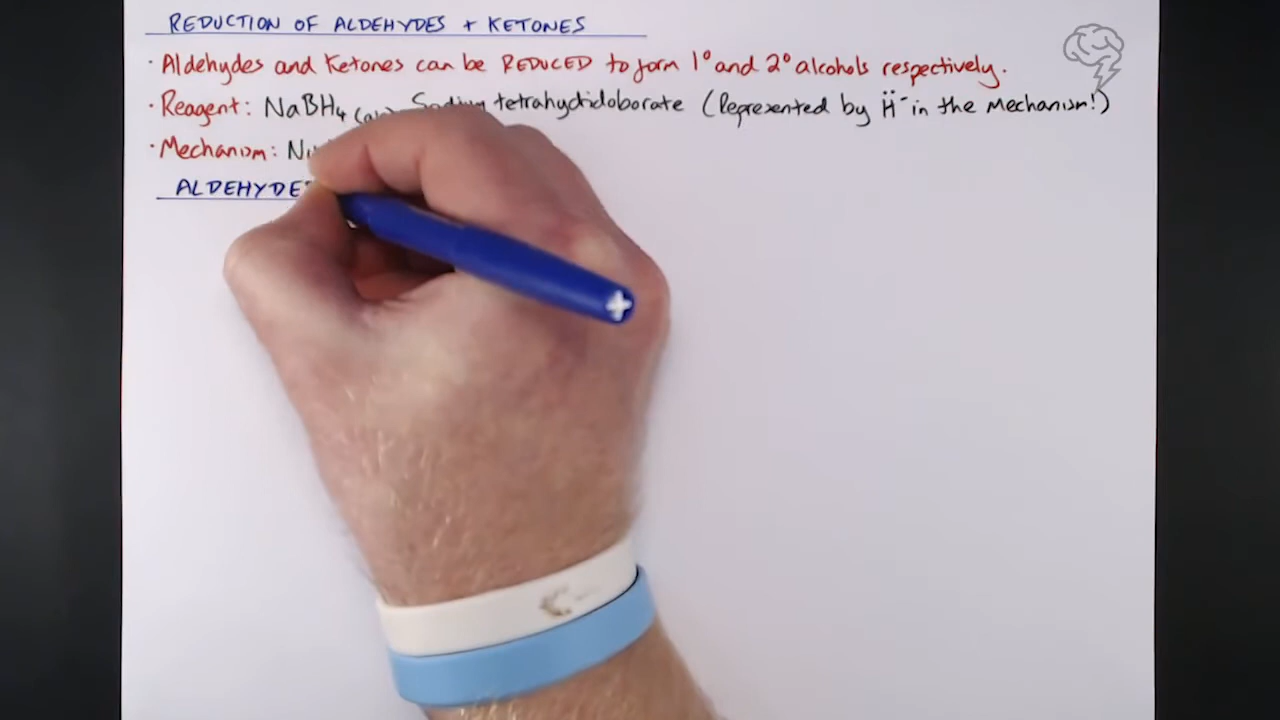 REDUCTION OF ALDEHYDES + KETONES
· Aldehydes and Ketones can be REDUCED to form 1° and 2° alcohols respectively.
· Reagent: NaBH₄ tetrahydridoborate (Represented by :H⁻ in the Mechanism!)
· Mechanism:
ALDEHYDE